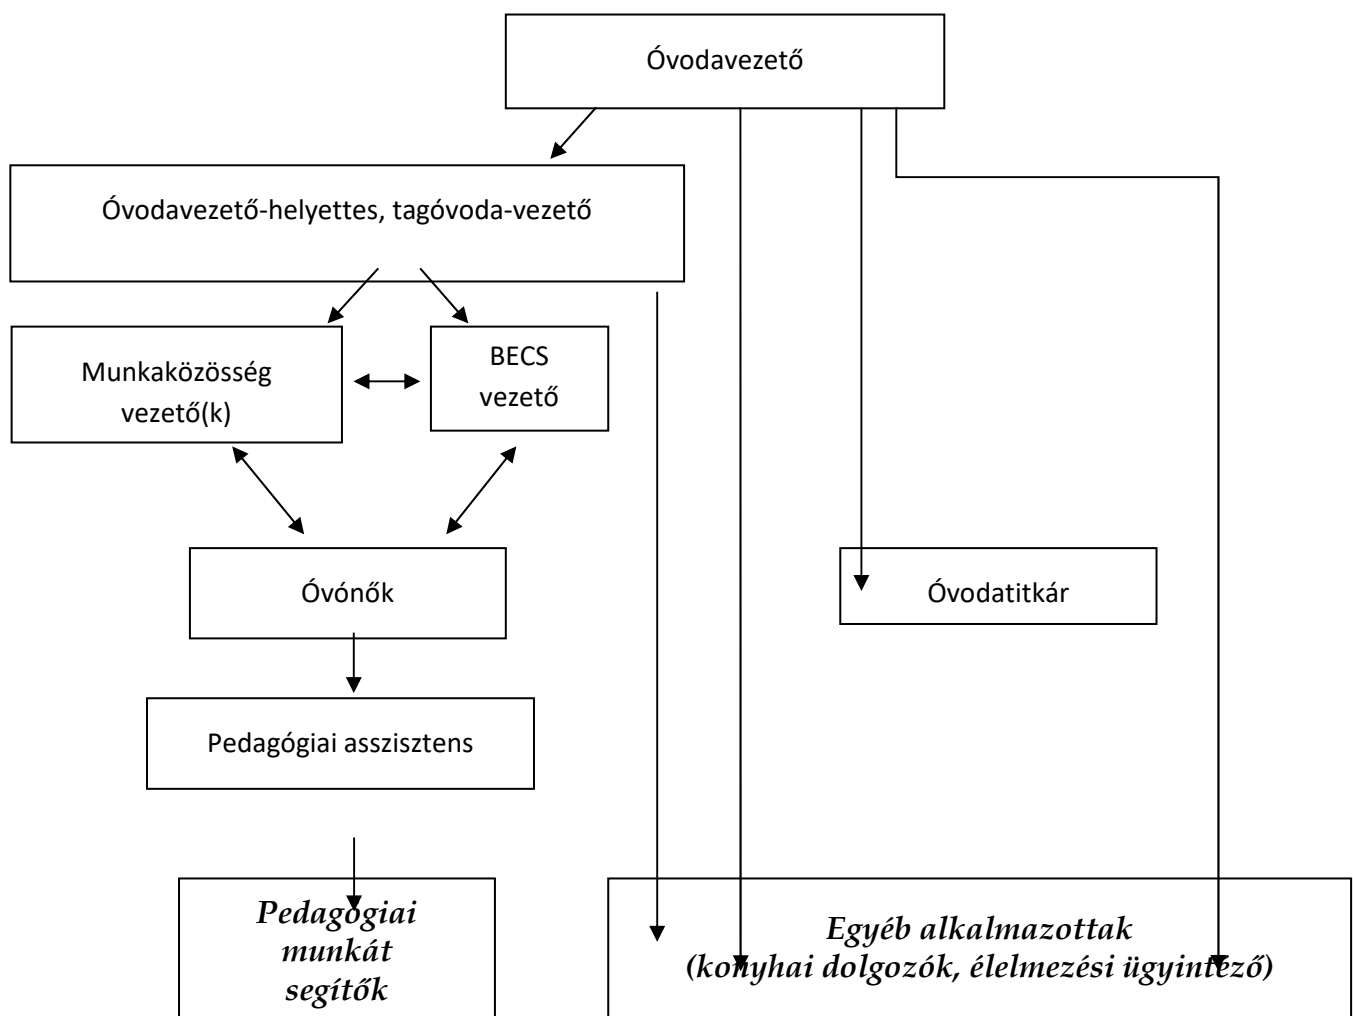 Óvodavezető
Óvodavezető-helyettes, tagóvoda-vezető
Munkaközösség
vezető(k)
BECS
vezető
Óvónők
Óvodatitkár
Pedagógiai asszisztens
Pedagógiai
munkát
segítők
Egyéb alkalmazottak
(konyhai dolgozók, élelmezési ügyintéző)